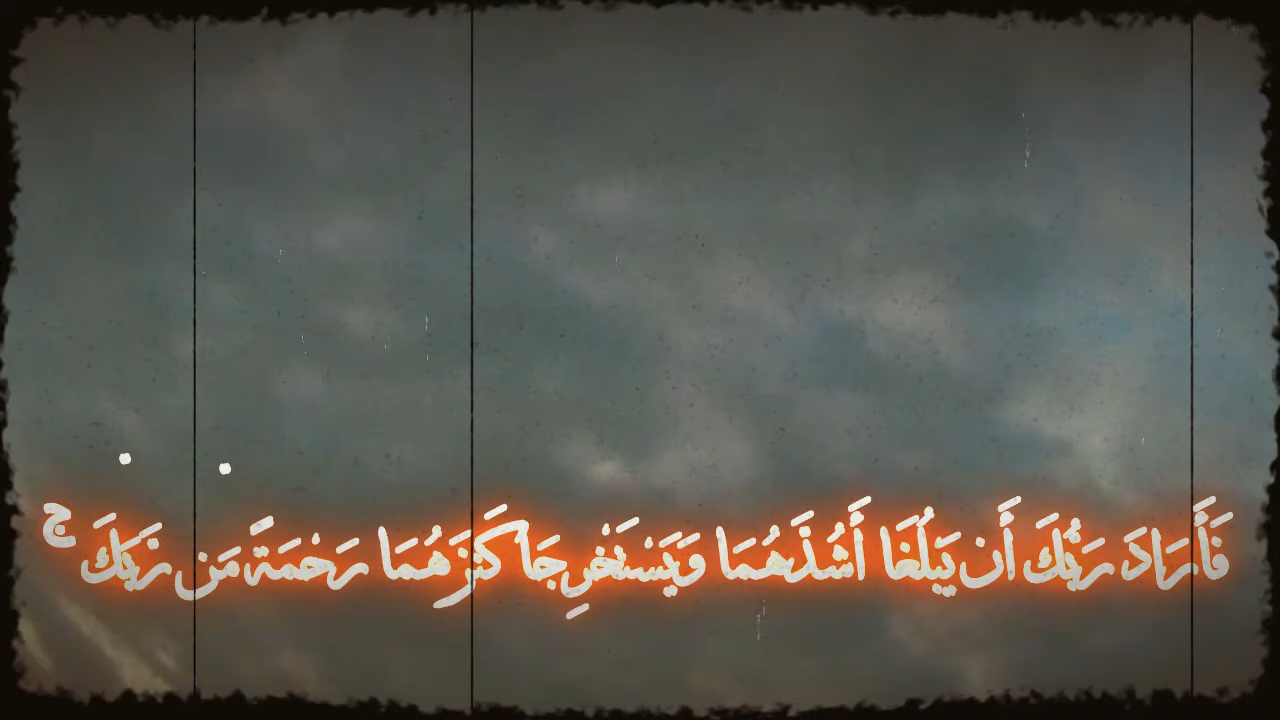 فَأَرَادَ رَبُّكَ أَن يَبْلُغَا أَشُدَّهُمَا وَيَسْتَخْرِجَا كَنزَهُمَا رَحْمَةً مِّن رَّبِّكَ ۚ